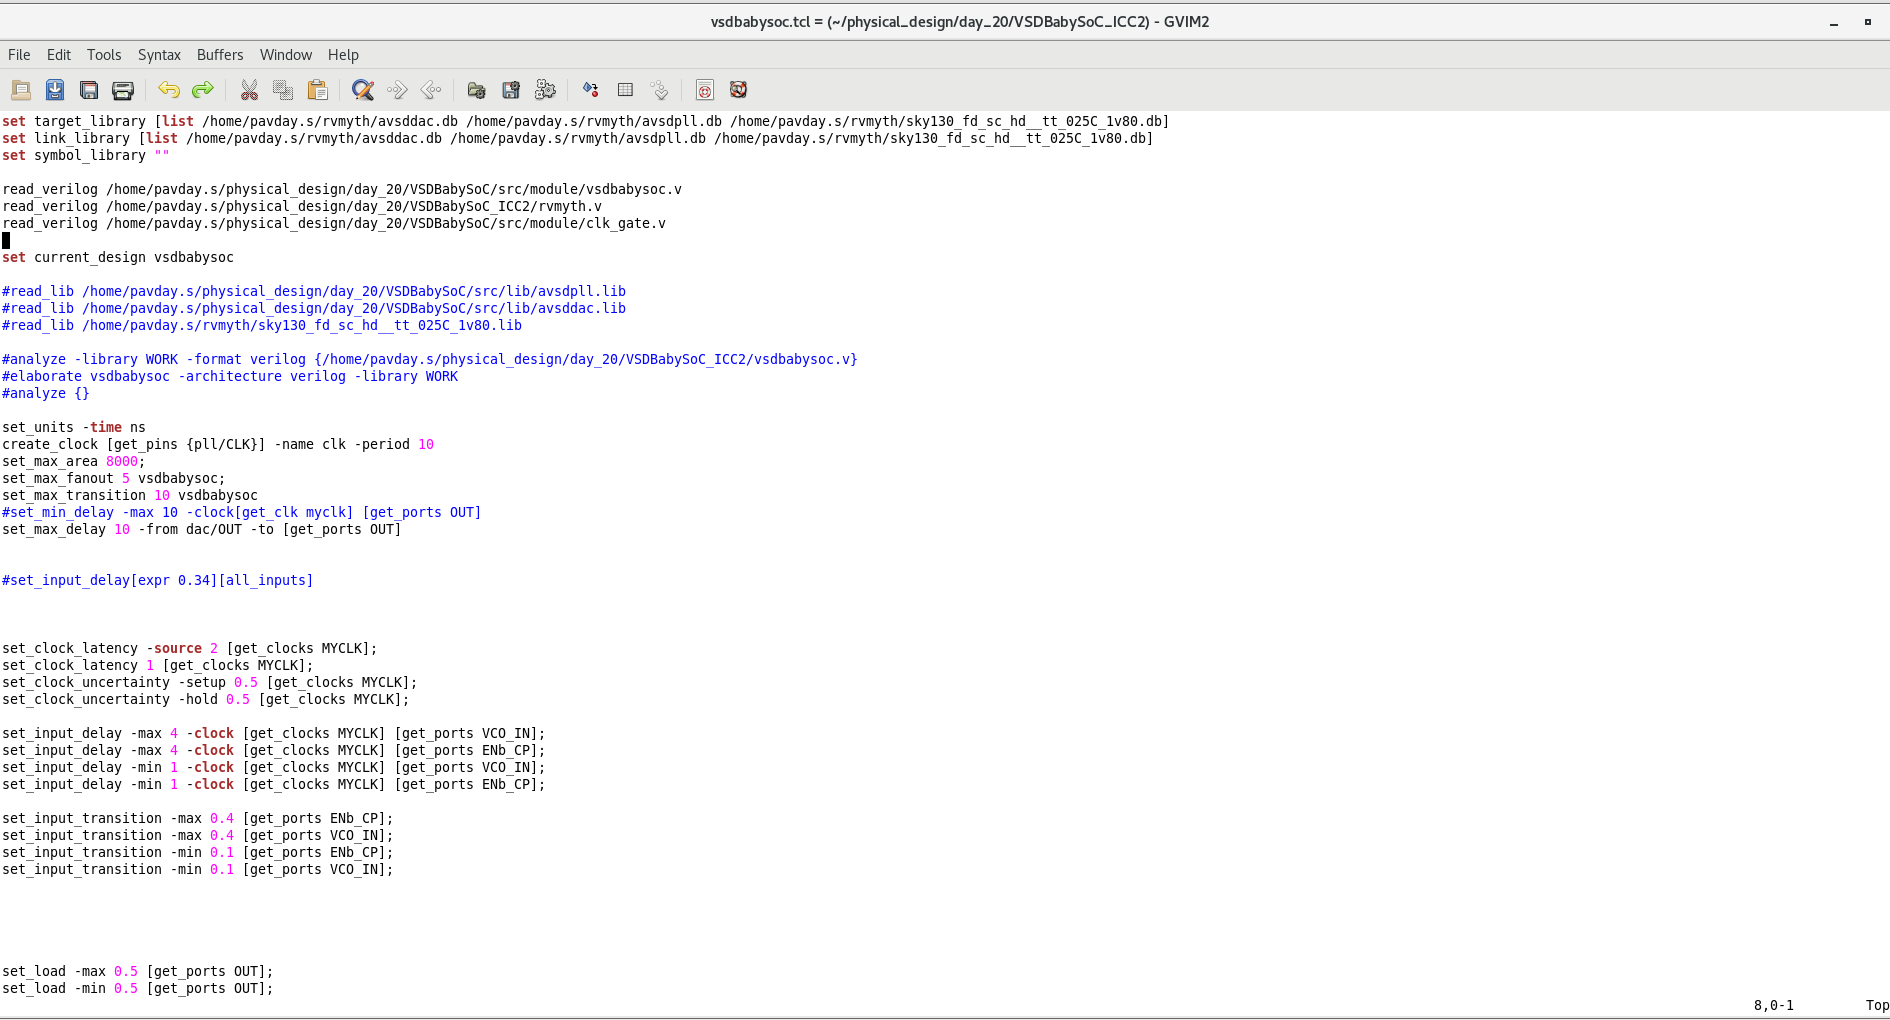 vsdbabysoc.tcl = (~/physical_design/day_20/VSDBabySoC_ICC2) - GVIM2
File Edit Tools Syntax Buffers Window Help
set target_library [list /home/pavday.s/rvmyth/avsddac.db /home/pavday.s/rvmyth/avsdpll.db /home/pavday.s/rvmyth/sky130_fd_sc_hd__tt_025C_1v80.db]
set link_library [list /home/pavday.s/rvmyth/avsddac.db /home/pavday.s/rvmyth/avsdpll.db /home/pavday.s/rvmyth/sky130_fd_sc_hd__tt_025C_1v80.db]
set symbol_library ""
read_verilog /home/pavday.s/physical_design/day_20/VSDBabySoC/src/module/vsdbabysoc.v
read_verilog /home/pavday.s/physical_design/day_20/VSDBabySoC_ICC2/rvmyth.v
read_verilog /home/pavday.s/physical_design/day_20/VSDBabySoC/src/module/clk_gate.v
set current_design vsdbabysoc
#read_lib /home/pavday.s/physical_design/day_20/VSDBabySoC/src/lib/avsdpll.lib
#read_lib /home/pavday.s/physical_design/day_20/VSDBabySoC/src/lib/avsddac.lib
#read_lib /home/pavday.s/rvmyth/sky130_fd_sc_hd__tt_025C_1v80.lib
#analyze -library WORK -format verilog {/home/pavday.s/physical_design/day_20/VSDBabySoC_ICC2/vsdbabysoc.v}
#elaborate vsdbabysoc -architecture verilog -library WORK
#analyze {}
set_units -time ns
create_clock [get_pins {pll/CLK}] -name clk -period 10
set_max_area 8000;
set_max_fanout 5 vsdbabysoc;
set_max_transition 10 vsdbabysoc
#set_min_delay -max 10 -clock[get_clk myclk] [get_ports OUT]
set_max_delay 10 -from dac/OUT -to [get_ports OUT]
#set_input_delay[expr 0.34][all_inputs]
set_clock_latency -source 2 [get_clocks MYCLK];
set_clock_latency 1 [get_clocks MYCLK];
set_clock_uncertainty -setup 0.5 [get_clocks MYCLK];
set_clock_uncertainty -hold 0.5 [get_clocks MYCLK];
set_input_delay -max 4 -clock [get_clocks MYCLK] [get_ports VCO_IN];
set_input_delay -max 4 -clock [get_clocks MYCLK] [get_ports ENb_CP];
set_input_delay -min 1 -clock [get_clocks MYCLK] [get_ports VCO_IN];
set_input_delay -min 1 -clock [get_clocks MYCLK] [get_ports ENb_CP];
set_input_transition -max 0.4 [get_ports ENb_CP];
set_input_transition -max 0.4 [get_ports VCO_IN];
set_input_transition -min 0.1 [get_ports ENb_CP];
set_input_transition -min 0.1 [get_ports VCO_IN];
set_load -max 0.5 [get_ports OUT];
set_load -min 0.5 [get_ports OUT];
8,0-1 Top